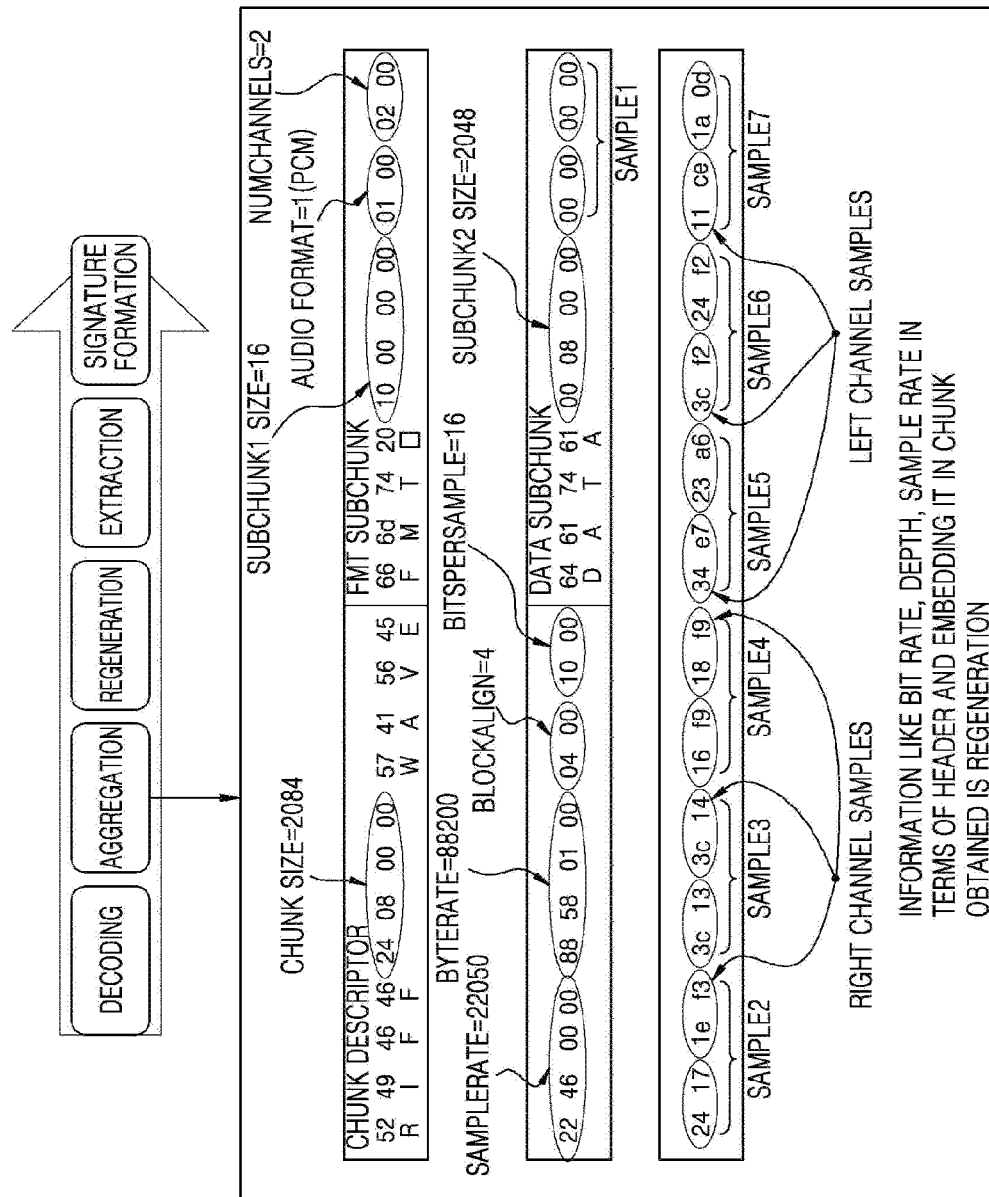 DECODING
AGGREGATION
REGENERATION
EXTRACTION
SIGNATURE
FORMATION
CHUNK SIZE=2084
SUBCHUNK1 SIZE=16
AUDIO FORMAT=1(PCM)
NUMCHANNELS=2
CHUNK DESCRIPTOR
FMT SUBCHUNK
52 49 46 46 24 08 00 00 57 41 56 45 66 6d 74 20 10 00 00 00 01 00 02 00
R I F F W A V E F M T □
SAMPLERATE=22050
BYTERATE=88200
BLOCKALIGN=4
BITSPERSAMPLE=16
SUBCHUNK2 SIZE=2048
DATA SUBCHUNK
22 46 00 00 88 58 01 00 04 00 10 00 64 61 74 61 00 08 00 00 00 00 00 00
D A T A
SAMPLE1
24 17 1e f3 3c 13 3c 14 16 f9 18 f9 34 e7 23 a6 3c f2 24 f2 11 ce 1a 0d
SAMPLE2 SAMPLE3 SAMPLE4 SAMPLE5 SAMPLE6 SAMPLE7
RIGHT CHANNEL SAMPLES
LEFT CHANNEL SAMPLES
INFORMATION LIKE BIT RATE, DEPTH, SAMPLE RATE IN
TERMS OF HEADER AND EMBEDDING IT IN CHUNK
OBTAINED IS REGENERATION